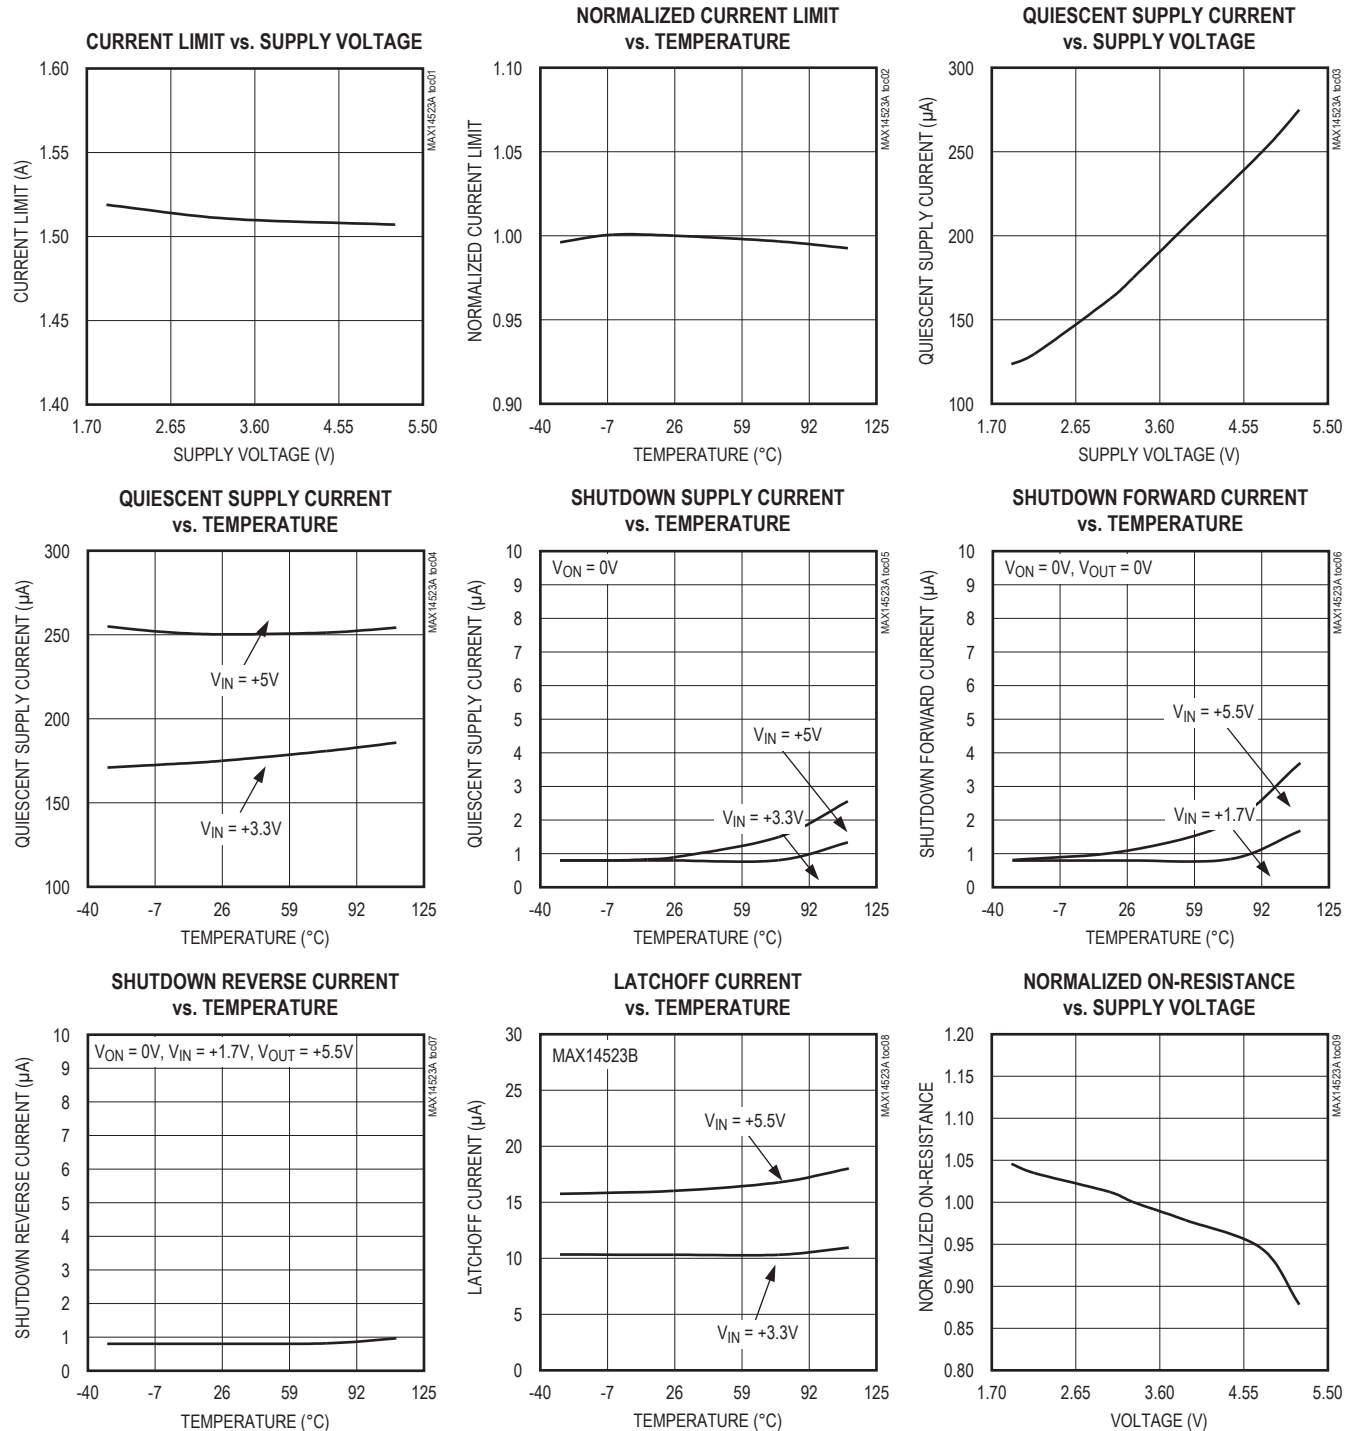 CURRENT LIMIT vs. SUPPLY VOLTAGE
MAX14523A toc01
CURRENT LIMIT (A)
1.60
1.55
1.50
1.45
1.40
1.70 2.65 3.60 4.55 5.50
SUPPLY VOLTAGE (V)
NORMALIZED CURRENT LIMIT
vs. TEMPERATURE
MAX14523A toc02
NORMALIZED CURRENT LIMIT
1.10
1.05
1.00
0.95
0.90
-40 -7 26 59 92 125
TEMPERATURE (°C)
QUIESCENT SUPPLY CURRENT
vs. SUPPLY VOLTAGE
MAX14523A toc03
QUIESCENT SUPPLY CURRENT (µA)
300
250
200
150
100
1.70 2.65 3.60 4.55 5.50
SUPPLY VOLTAGE (V)
QUIESCENT SUPPLY CURRENT
vs. TEMPERATURE
MAX14523A toc04
QUIESCENT SUPPLY CURRENT (µA)
300
250
200
150
100
VIN = +5V
VIN = +3.3V
-40 -7 26 59 92 125
TEMPERATURE (°C)
SHUTDOWN SUPPLY CURRENT
vs. TEMPERATURE
MAX14523A toc05
QUIESCENT SUPPLY CURRENT (µA)
10
9
8
7
6
5
4
3
2
1
0
VON = 0V
VIN = +5V
VIN = +3.3V
-40 -7 26 59 92 125
TEMPERATURE (°C)
SHUTDOWN FORWARD CURRENT
vs. TEMPERATURE
MAX14523A toc06
SHUTDOWN FORWARD CURRENT (µA)
10
9
8
7
6
5
4
3
2
1
0
VON = 0V, VOUT = 0V
VIN = +5.5V
VIN = +1.7V
-40 -7 26 59 92 125
TEMPERATURE (°C)
SHUTDOWN REVERSE CURRENT
vs. TEMPERATURE
MAX14523A toc07
SHUTDOWN REVERSE CURRENT (µA)
10
9
8
7
6
5
4
3
2
1
0
VON = 0V, VIN = +1.7V, VOUT = +5.5V
-40 -7 26 59 92 125
TEMPERATURE (°C)
LATCHOFF CURRENT
vs. TEMPERATURE
MAX14523A toc08
LATCHOFF CURRENT (µA)
30
25
20
15
10
5
0
MAX14523B
VIN = +5.5V
VIN = +3.3V
-40 -7 26 59 92 125
TEMPERATURE (°C)
NORMALIZED ON-RESISTANCE
vs. SUPPLY VOLTAGE
MAX14523A toc09
NORMALIZED ON-RESISTANCE
1.20
1.15
1.10
1.05
1.00
0.95
0.90
0.85
0.80
1.70 2.65 3.60 4.55 5.50
VOLTAGE (V)